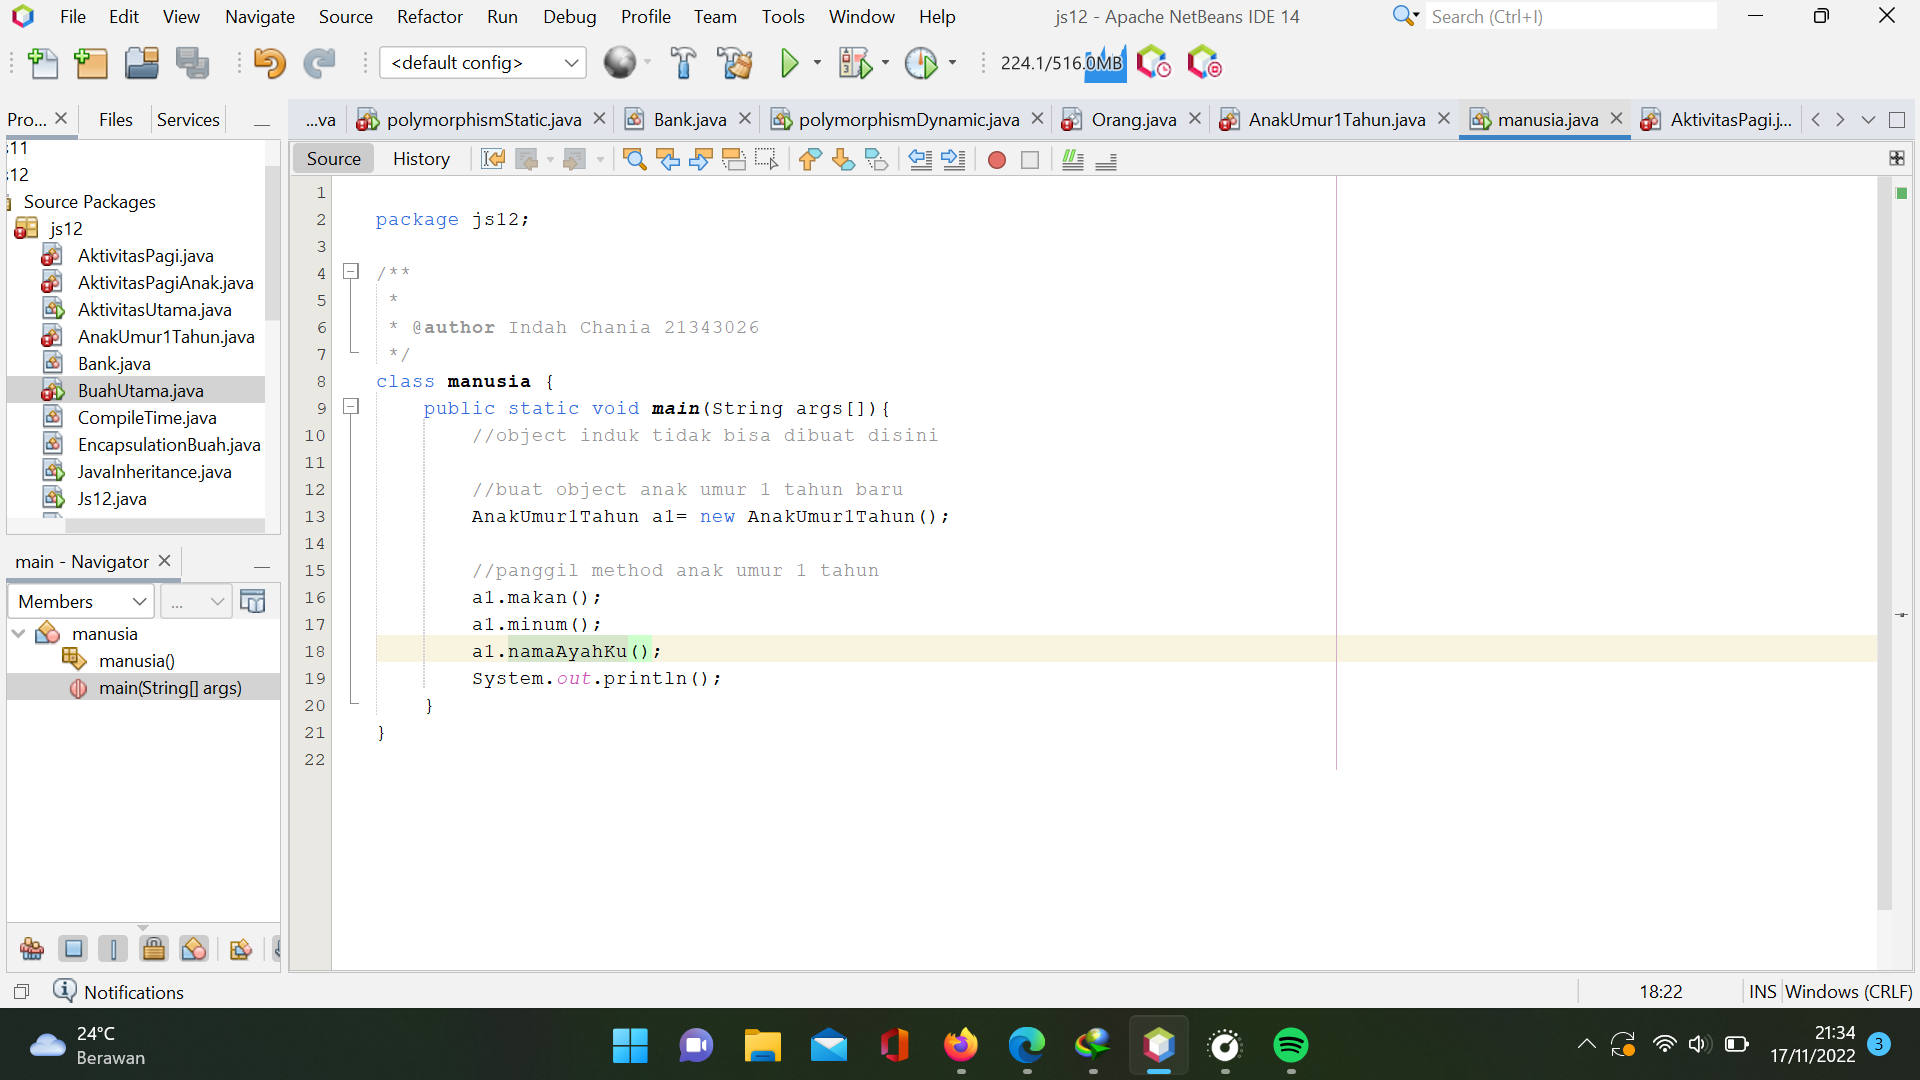 File Edit View Navigate Source Refactor Run Debug Profile Team Tools Window Help js12 - Apache NetBeans IDE 14 Search (Ctrl+I)
<default config> 224.1/516.0MB
Pro... Files Services
...va polymorphismStatic.java Bank.java polymorphismDynamic.java Orang.java AnakUmur1Tahun.java manusia.java AktivitasPagi.j...
Source History
:11
:12
Source Packages
js12
AktivitasPagi.java
AktivitasPagiAnak.java
AktivitasUtama.java
AnakUmur1Tahun.java
Bank.java
BuahUtama.java
CompileTime.java
EncapsulationBuah.java
JavaInheritance.java
Js12.java
main - Navigator
Members ...
manusia
manusia()
main(String[] args)
1
2 package js12;
3
4 /**
5 *
6 * @author Indah Chania 21343026
7 */
8 class manusia {
9 public static void main(String args[]){
10 //object induk tidak bisa dibuat disini
11
12 //buat object anak umur 1 tahun baru
13 AnakUmur1Tahun a1= new AnakUmur1Tahun();
14
15 //panggil method anak umur 1 tahun
16 a1.makan();
17 a1.minum();
18 a1.namaAyahKu();
19 System.out.println();
20 }
21 }
22
Notifications 18:22 INS Windows (CRLF)
24°C
Berawan
21:34
17/11/2022
3